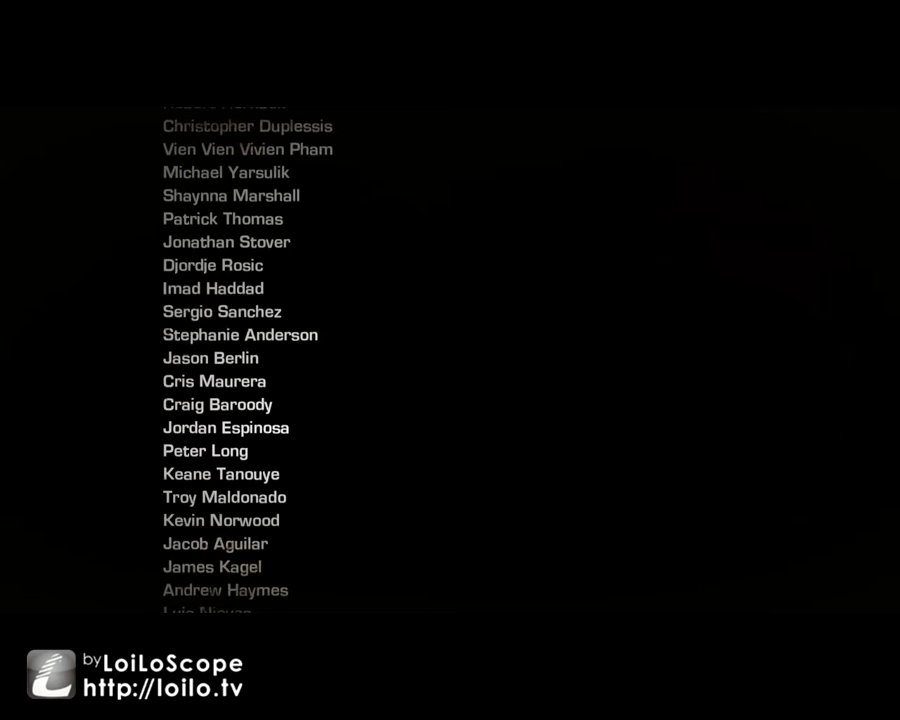 Christopher Duplessis
Vien Vien Vivien Pham
Michael Yarsulik
Shaynna Marshall
Patrick Thomas
Jonathan Stover
Djordje Rosic
Imad Haddad
Sergio Sanchez
Stephanie Anderson
Jason Berlin
Cris Maurera
Craig Baroody
Jordan Espinosa
Peter Long
Keane Tanouye
Troy Maldonado
Kevin Norwood
Jacob Aguilar
James Kagel
Andrew Haymes
by LoiLoScope
http://loilo.tv